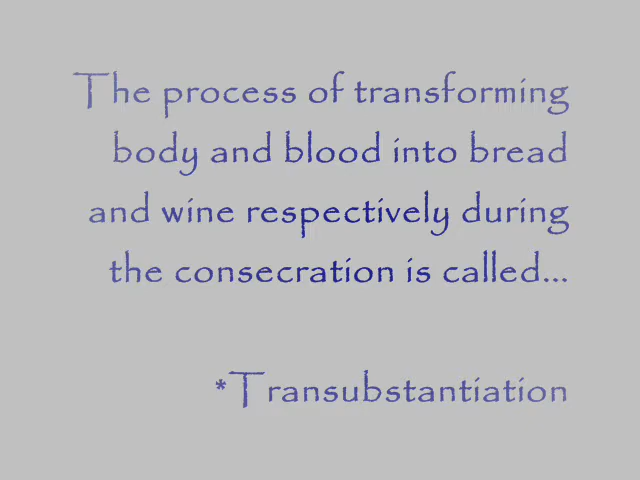 The process of transforming
body and blood into bread
and wine respectively during
the consecration is called...
*Transubstantiation